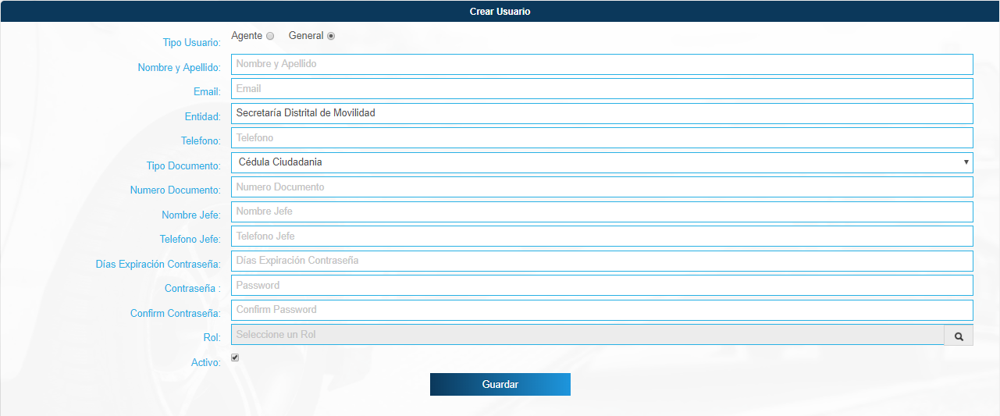 Crear Usuario
Tipo Usuario: Agente General
Nombre y Apellido: Nombre y Apellido
Email: Email
Entidad: Secretaría Distrital de Movilidad
Telefono: Telefono
Tipo Documento: Cédula Ciudadania
Numero Documento: Numero Documento
Nombre Jefe: Nombre Jefe
Telefono Jefe: Telefono Jefe
Días Expiración Contraseña: Días Expiración Contraseña
Contraseña : Password
Confirm Contraseña: Confirm Password
Rol: Seleccione un Rol
Activo:
Guardar